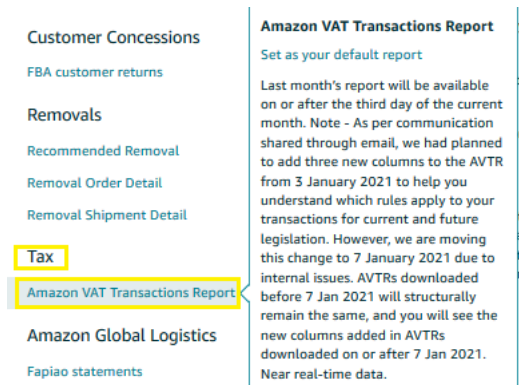 Customer Concessions
FBA customer returns
Removals
Recommended Removal
Removal Order Detail
Removal Shipment Detail
Tax
Amazon VAT Transactions Report
Amazon Global Logistics
Fapiao statements
Amazon VAT Transactions Report
Set as your default report
Last month's report will be available
on or after the third day of the current
month. Note - As per communication
shared through email, we had planned
to add three new columns to the AVTR
from 3 January 2021 to help you
understand which rules apply to your
transactions for current and future
legislation. However, we are moving
this change to 7 January 2021 due to
internal issues. AVTRs downloaded
before 7 Jan 2021 will structurally
remain the same, and you will see the
new columns added in AVTRs
downloaded on or after 7 Jan 2021.
Near real-time data.